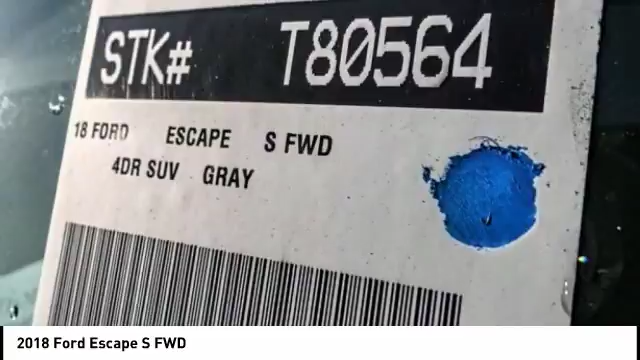 STK# T80564
18 FORD ESCAPE S FWD
4DR SUV GRAY
2018 Ford Escape S FWD